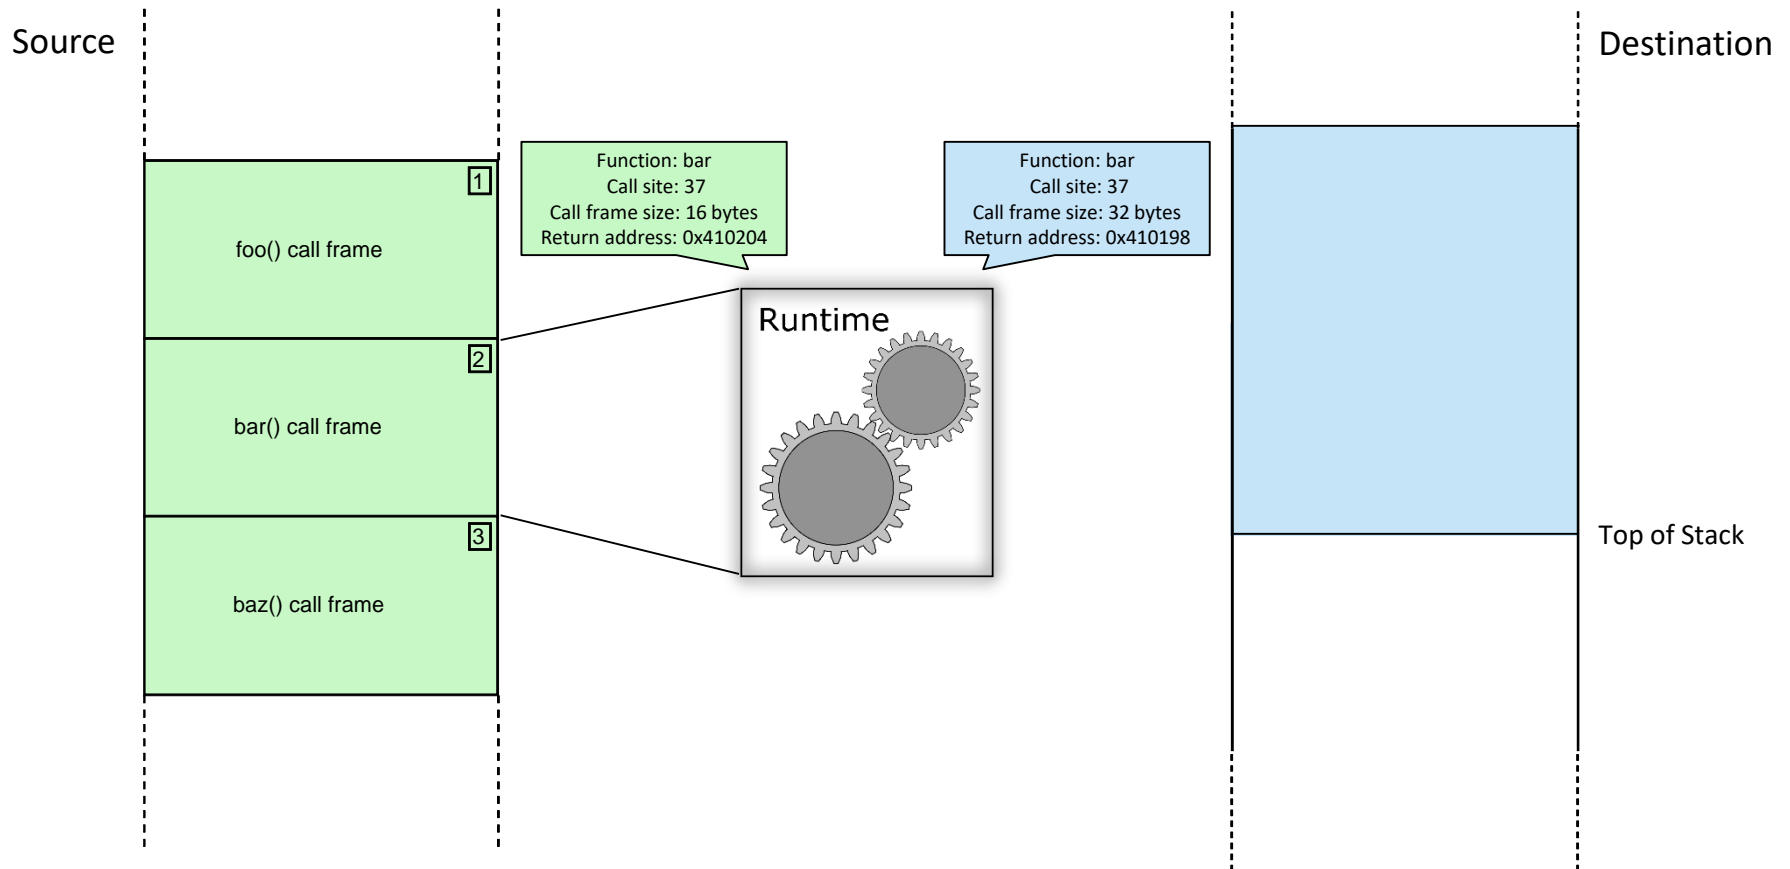 Source
Destination
1
foo() call frame
2
bar() call frame
3
baz() call frame
Function: bar
Call site: 37
Call frame size: 16 bytes
Return address: 0x410204
Function: bar
Call site: 37
Call frame size: 32 bytes
Return address: 0x410198
Runtime
Top of Stack